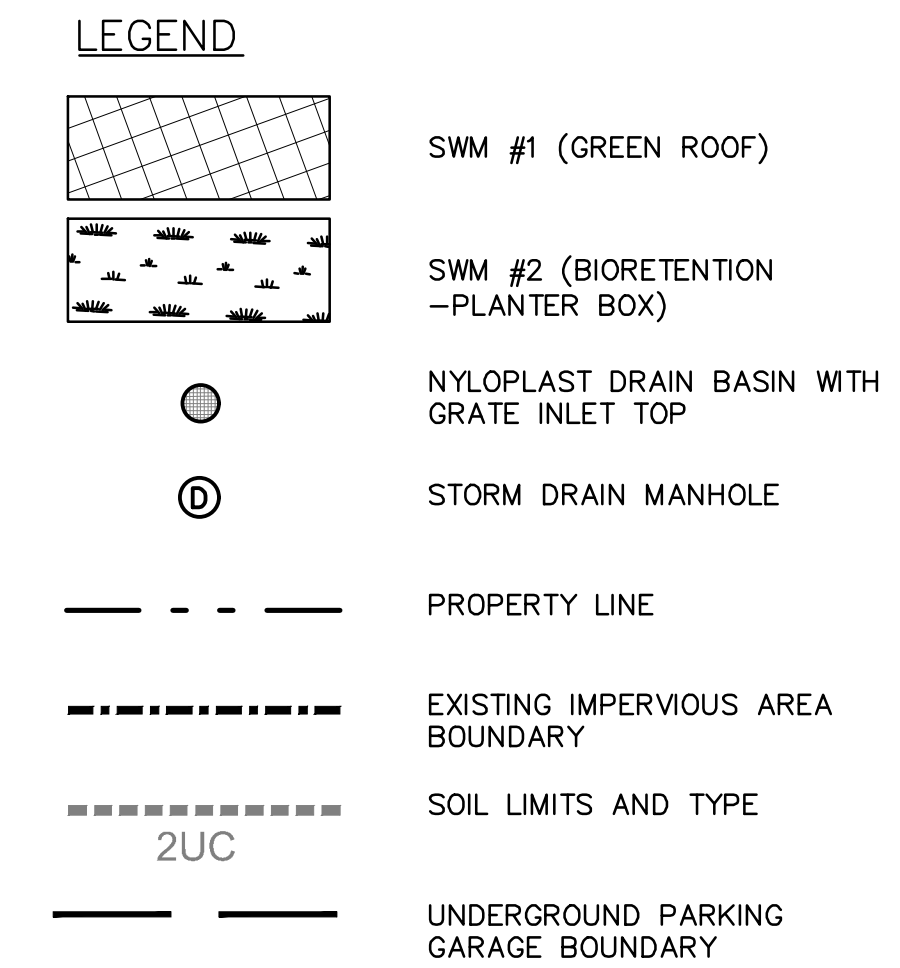 LEGEND
SWM #1 (GREEN ROOF)
SWM #2 (BIORETENTION
-PLANTER BOX)
NYLOPLAST DRAIN BASIN WITH
GRATE INLET TOP
D
STORM DRAIN MANHOLE
PROPERTY LINE
EXISTING IMPERVIOUS AREA
BOUNDARY
SOIL LIMITS AND TYPE
2UC
UNDERGROUND PARKING
GARAGE BOUNDARY